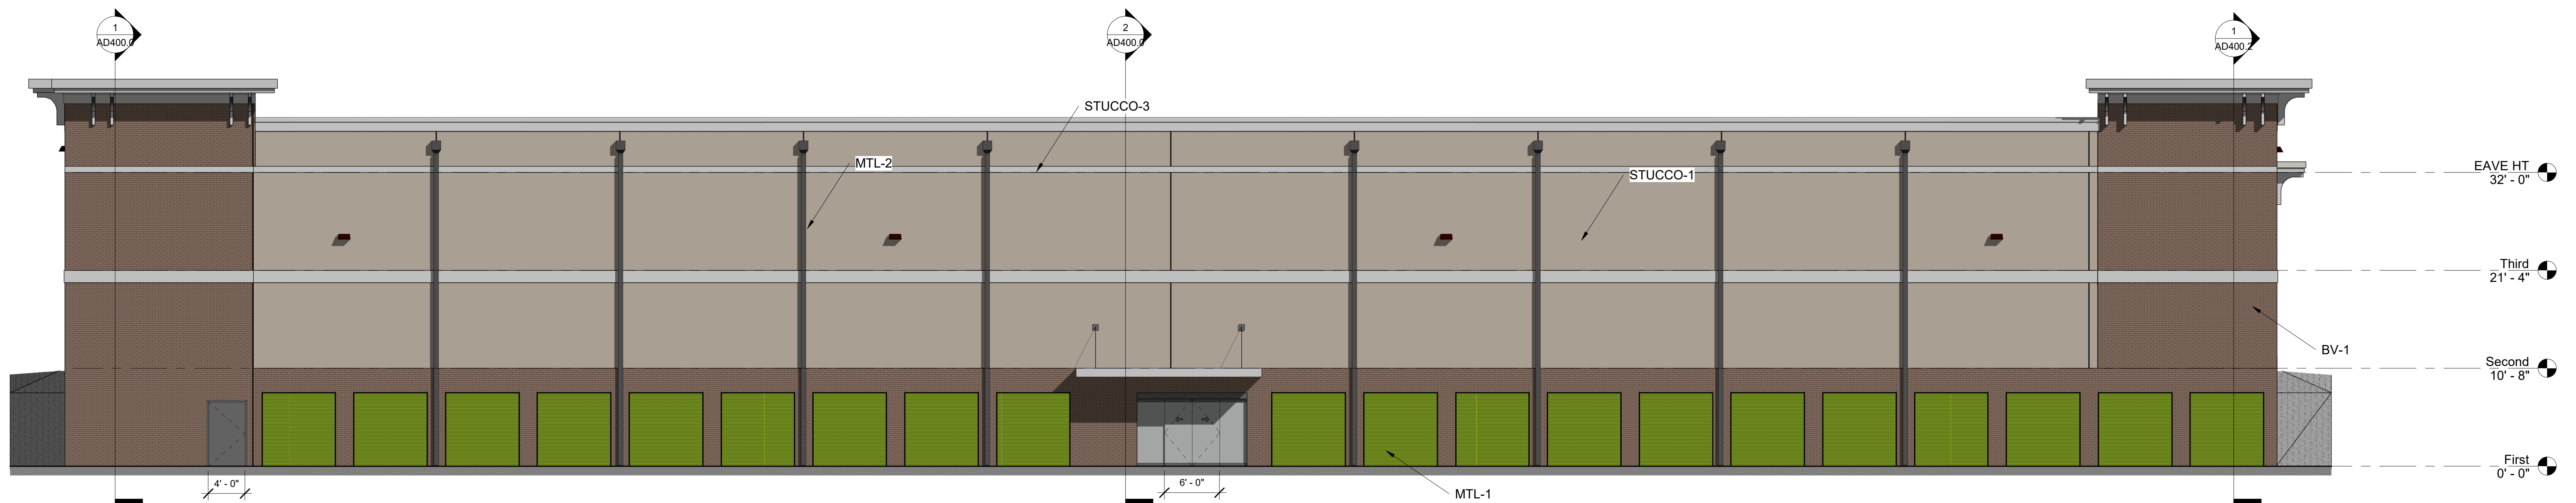 1
AD400.0
2
AD400.0
1
AD400.2
STUCCO-3
MTL-2
STUCCO-1
EAVE HT
32' - 0"
Third
21' - 4"
BV-1
Second
10' - 8"
First
0' - 0"
4' - 0"
6' - 0"
MTL-1